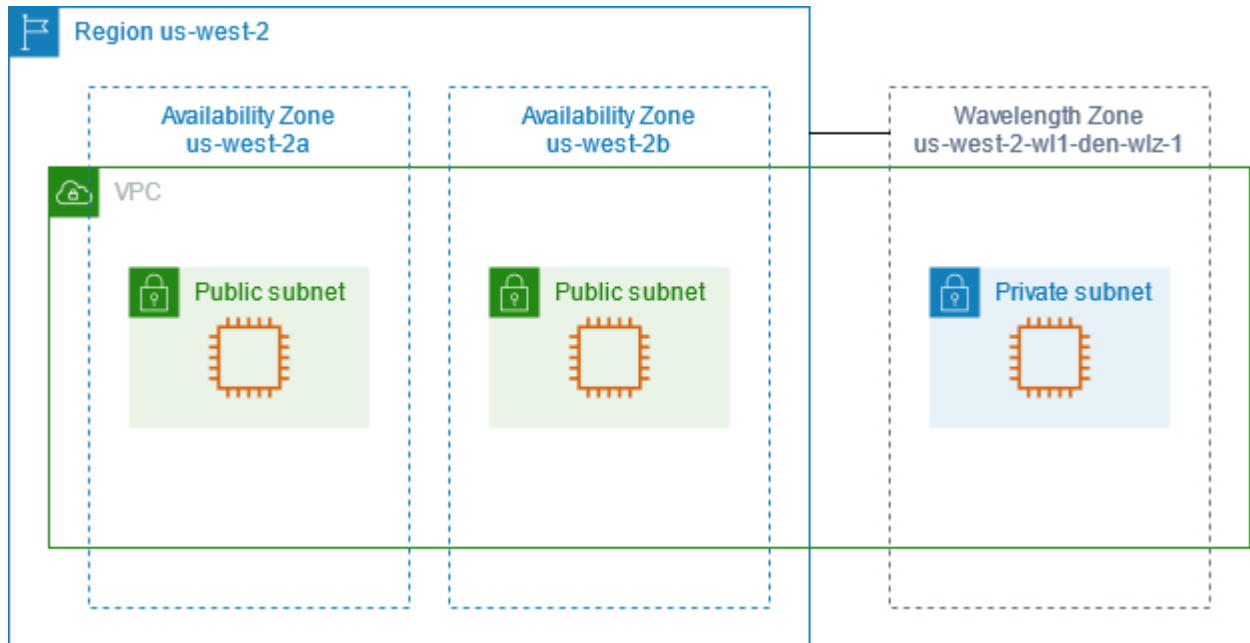 Region us-west-2
Availability Zone
us-west-2a
Availability Zone
us-west-2b
Wavelength Zone
us-west-2-wl1-den-wlz-1
VPC
Public subnet
Public subnet
Private subnet